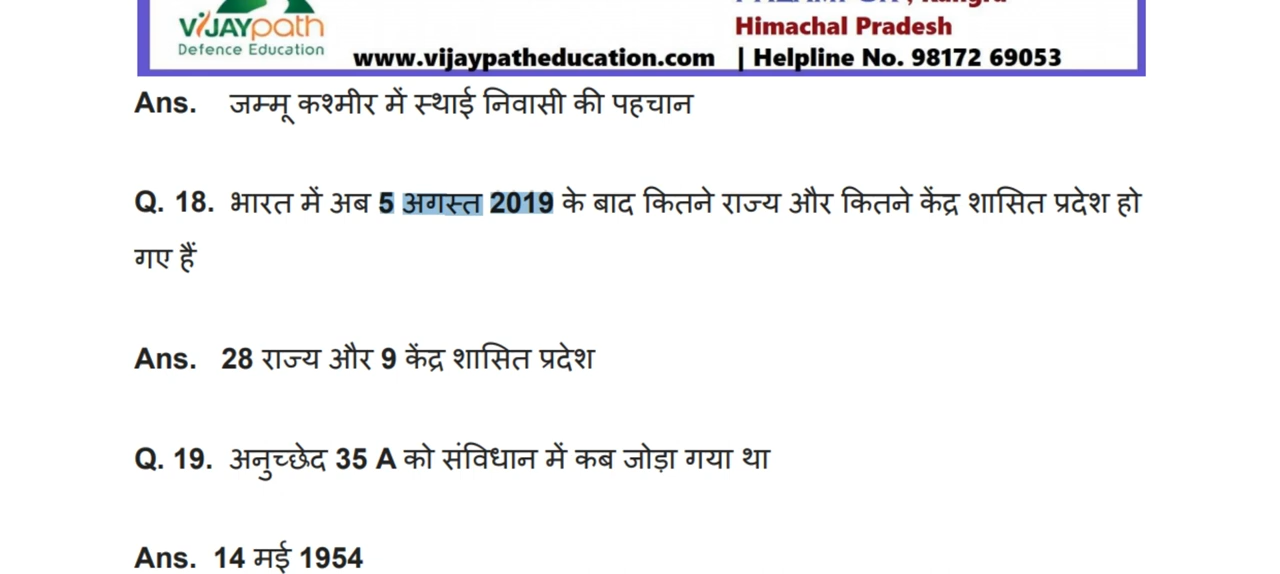 VIJAYpath
Defence Education
Himachal Pradesh
www.vijaypatheducation.com | Helpline No. 98172 69053
Ans. जम्मू कश्मीर में स्थाई निवासी की पहचान
Q. 18. भारत में अब 5 अगस्त 2019 के बाद कितने राज्य और कितने केंद्र शासित प्रदेश हो
गए हैं
Ans. 28 राज्य और 9 केंद्र शासित प्रदेश
Q. 19. अनुच्छेद 35 A को संविधान में कब जोड़ा गया था
Ans. 14 मई 1954